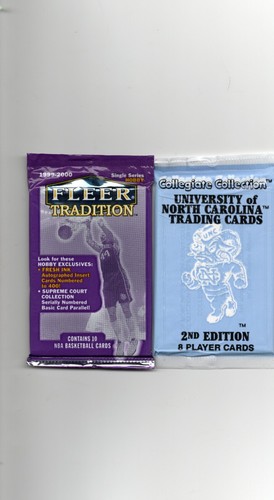 1999-2000
Single Series
HOBBY
FLEER
TRADITION™
Look for these
HOBBY EXCLUSIVES:
• FRESH INK
Autographed Insert
Cards Numbered
to 400!
• SUPREME COURT
COLLECTION
Serially Numbered
Basic Card Parallel!
CONTAINS 10
NBA BASKETBALL CARDS
Collegiate Collection™
UNIVERSITY of
NORTH CAROLINA™
TRADING CARDS
™
2ND EDITION
8 PLAYER CARDS